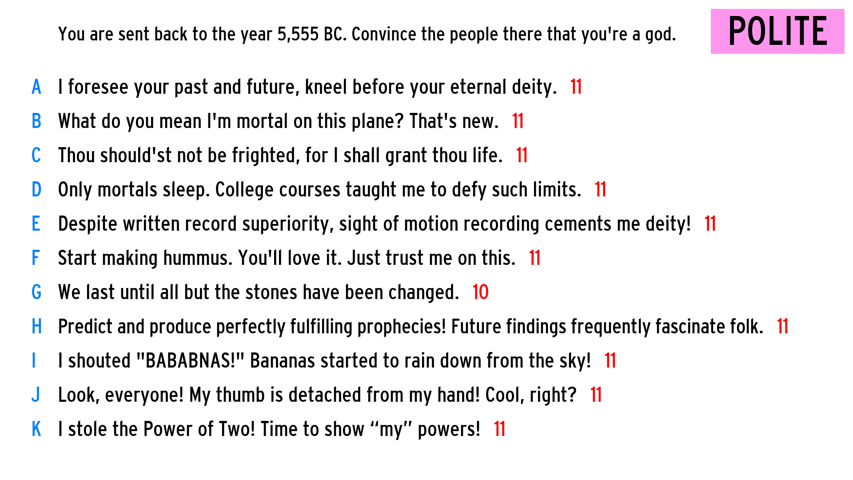 You are sent back to the year 5,555 BC. Convince the people there that you're a god.
POLITE
A I foresee your past and future, kneel before your eternal deity. 11
B What do you mean I'm mortal on this plane? That's new. 11
C Thou should'st not be frighted, for I shall grant thou life. 11
D Only mortals sleep. College courses taught me to defy such limits. 11
E Despite written record superiority, sight of motion recording cements me deity! 11
F Start making hummus. You'll love it. Just trust me on this. 11
G We last until all but the stones have been changed. 10
H Predict and produce perfectly fulfilling prophecies! Future findings frequently fascinate folk. 11
I I shouted "BABABNAS!" Bananas started to rain down from the sky! 11
J Look, everyone! My thumb is detached from my hand! Cool, right? 11
K I stole the Power of Two! Time to show “my” powers! 11